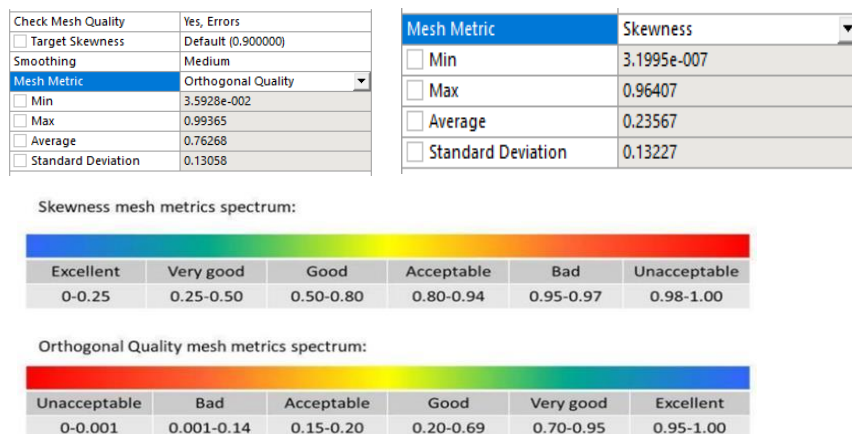 Check Mesh Quality Yes, Errors
Target Skewness Default (0.900000)
Smoothing Medium
Mesh Metric Orthogonal Quality
Min 3.5928e-002
Max 0.99365
Average 0.76268
Standard Deviation 0.13058
Mesh Metric Skewness
Min 3.1995e-007
Max 0.96407
Average 0.23567
Standard Deviation 0.13227
Skewness mesh metrics spectrum:
Excellent Very good Good Acceptable Bad Unacceptable
0-0.25 0.25-0.50 0.50-0.80 0.80-0.94 0.95-0.97 0.98-1.00
Orthogonal Quality mesh metrics spectrum:
Unacceptable Bad Acceptable Good Very good Excellent
0-0.001 0.001-0.14 0.15-0.20 0.20-0.69 0.70-0.95 0.95-1.00